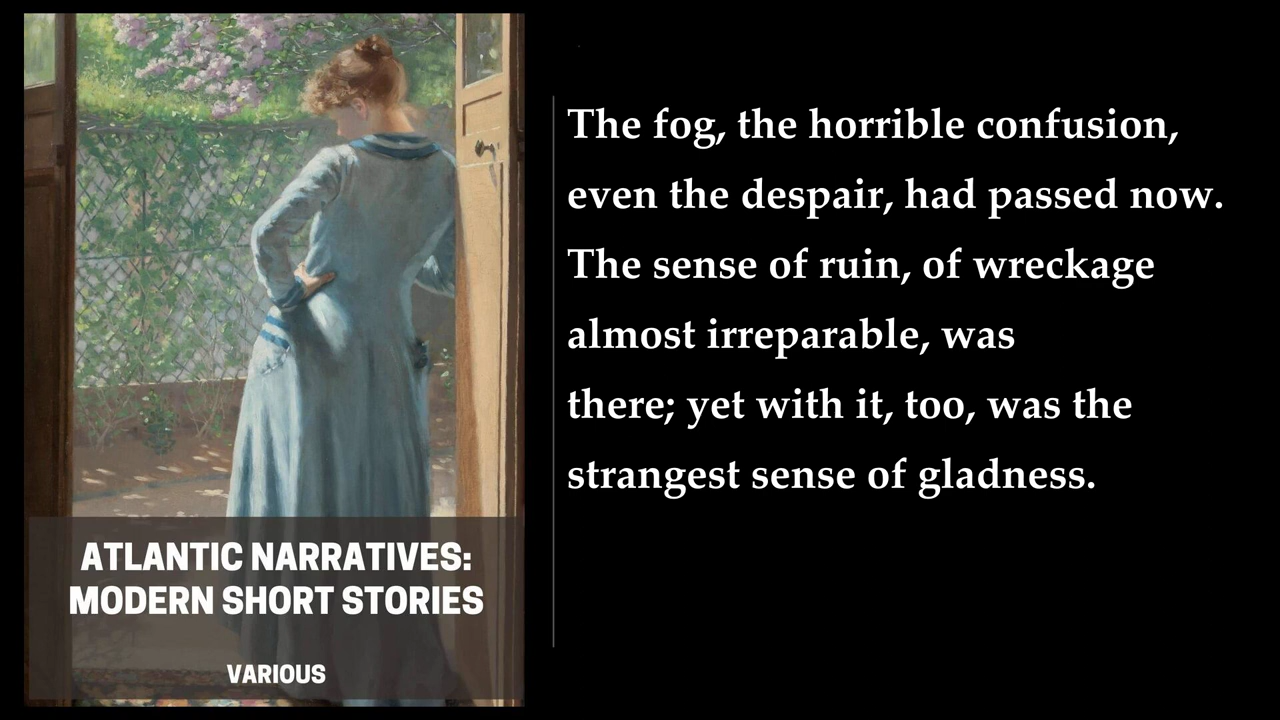 The fog, the horrible confusion,
even the despair, had passed now.
The sense of ruin, of wreckage
almost irreparable, was
there; yet with it, too, was the
strangest sense of gladness.
ATLANTIC NARRATIVES:
MODERN SHORT STORIES
VARIOUS